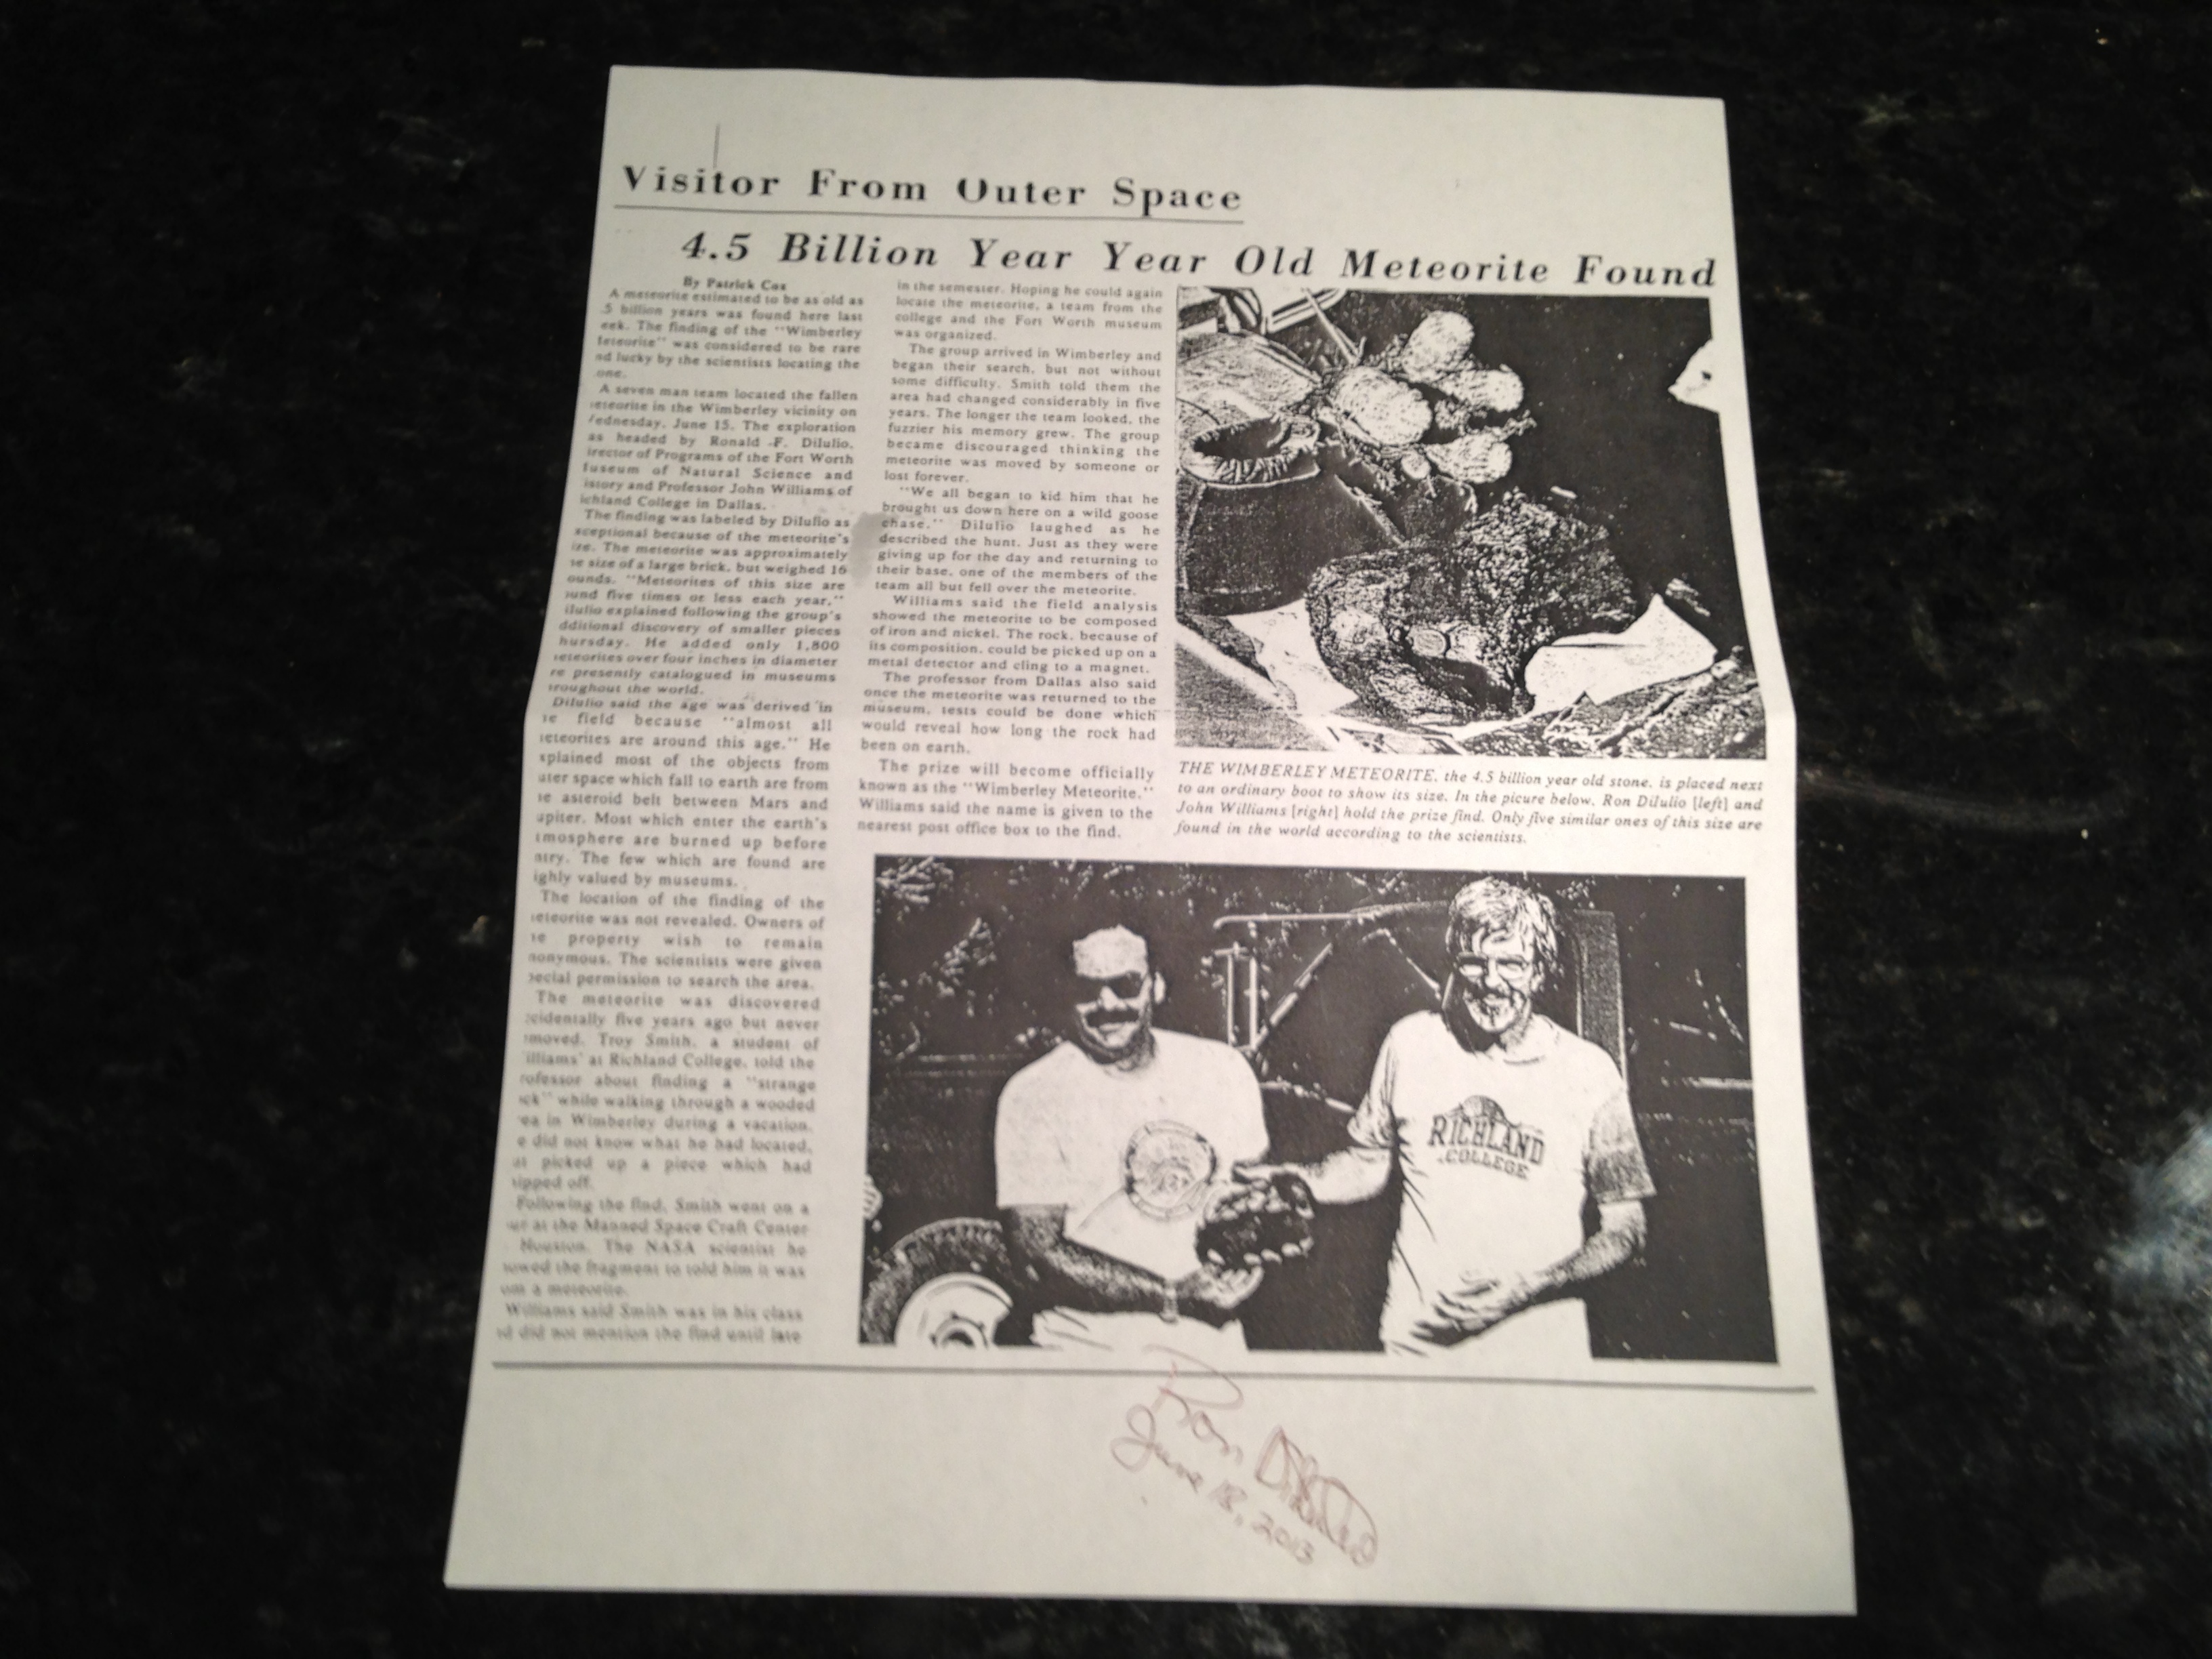 Visitor From Outer Space
4.5 Billion Year Year Old Meteorite Found
By Patrick Cox
A meteorite estimated to be as old as
.5 billion years was found here last
eek. The finding of the "Wimberley
eteorite" was considered to be rare
nd lucky by the scientists locating the
one.
A seven man team located the fallen
eteorite in the Wimberley vicinity on
ednesday, June 15. The exploration
as headed by Ronald F. DiIulio,
irector of Programs of the Fort Worth
useum of Natural Science and
istory and Professor John Williams of
ichland College in Dallas.
The finding was labeled by DiIulio as
xceptional because of the meteorite's
ize. The meteorite was approximately
e size of a large brick, but weighed 16
ounds. "Meteorites of this size are
ound five times or less each year,"
iIulio explained following the group's
dditional discovery of smaller pieces
hursday. He added only 1,800
eteorites over four inches in diameter
re presently catalogued in museums
roughout the world.
DiIulio said the age was derived in
e field because "almost all
eteorites are around this age." He
xplained most of the objects from
uter space which fall to earth are from
e asteroid belt between Mars and
upiter. Most which enter the earth's
tmosphere are burned up before
ntry. The few which are found are
ighly valued by museums.
The location of the finding of the
eteorite was not revealed. Owners of
e property wish to remain
nonymous. The scientists were given
pecial permission to search the area.
The meteorite was discovered
ccidentally five years ago but never
emoved. Troy Smith, a student of
illiams' at Richland College, told the
rofessor about finding a "strange
ck" while walking through a wooded
ea in Wimberley during a vacation.
e did not know what he had located,
ut picked up a piece which had
ipped off.
Following the find, Smith went on a
ur at the Manned Space Craft Center
Houston. The NASA scientist he
owed the fragment to told him it was
om a meteorite.
Williams said Smith was in his class
d did not mention the find until late
in the semester. Hoping he could again
locate the meteorite, a team from the
college and the Fort Worth museum
was organized.
The group arrived in Wimberley and
began their search, but not without
some difficulty. Smith told them the
area had changed considerably in five
years. The longer the team looked, the
fuzzier his memory grew. The group
became discouraged thinking the
meteorite was moved by someone or
lost forever.
"We all began to kid him that he
brought us down here on a wild goose
chase," DiIulio laughed as he
described the hunt. Just as they were
giving up for the day and returning to
their base, one of the members of the
team all but fell over the meteorite.
Williams said the field analysis
showed the meteorite to be composed
of iron and nickel. The rock, because of
its composition, could be picked up on a
metal detector and cling to a magnet.
The professor from Dallas also said
once the meteorite was returned to the
museum, tests could be done which
would reveal how long the rock had
been on earth.
The prize will become officially
known as the "Wimberley Meteorite."
Williams said the name is given to the
nearest post office box to the find.
THE WIMBERLEY METEORITE, the 4.5 billion year old stone, is placed next
to an ordinary boot to show its size. In the picure below, Ron DiIulio [left] and
John Williams [right] hold the prize find. Only five similar ones of this size are
found in the world according to the scientists.
RICHLAND
COLLEGE
Ron DiIulio
June 18, 2013